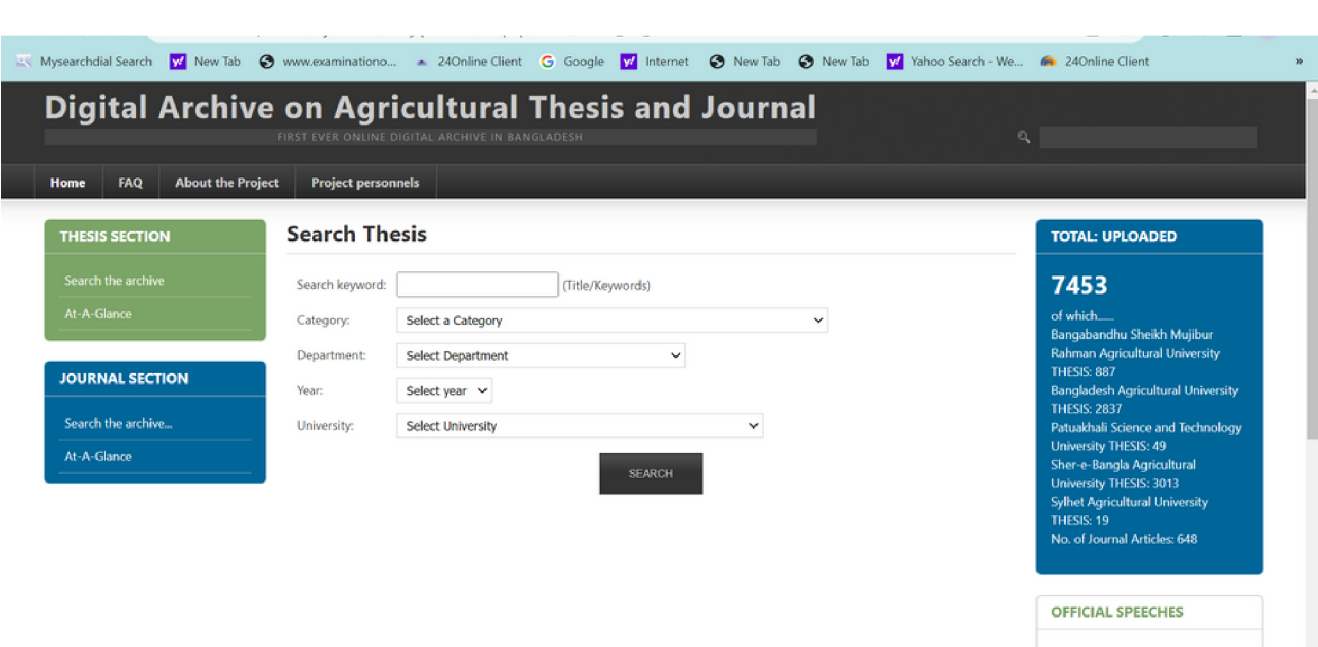 Mysearchdial Search New Tab www.examinationo... 24Online Client Google Internet New Tab New Tab Yahoo Search - We... 24Online Client »
Digital Archive on Agricultural Thesis and Journal
FIRST EVER ONLINE DIGITAL ARCHIVE IN BANGLADESH
Home FAQ About the Project Project personnels
THESIS SECTION
Search the archive
At-A-Glance
JOURNAL SECTION
Search the archive...
At-A-Glance
Search Thesis
Search keyword: (Title/Keywords)
Category: Select a Category
Department: Select Department
Year: Select year
University: Select University
SEARCH
TOTAL: UPLOADED
7453
of which......
Bangabandhu Sheikh Mujibur
Rahman Agricultural University
THESIS: 887
Bangladesh Agricultural University
THESIS: 2837
Patuakhali Science and Technology
University THESIS: 49
Sher-e-Bangla Agricultural
University THESIS: 3013
Sylhet Agricultural University
THESIS: 19
No. of Journal Articles: 648
OFFICIAL SPEECHES